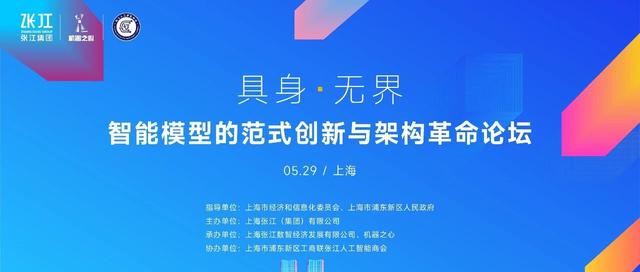 ZKJC
张江集团
ZHANGJIANG GROUP
机器之心
具身·无界
智能模型的范式创新与架构革命论坛
05.29 / 上海
指导单位：上海市经济和信息化委员会、上海市浦东新区人民政府
主办单位：上海张江（集团）有限公司
承办单位：上海张江数智经济发展有限公司、机器之心
协办单位：上海市浦东新区工商联张江人工智能商会